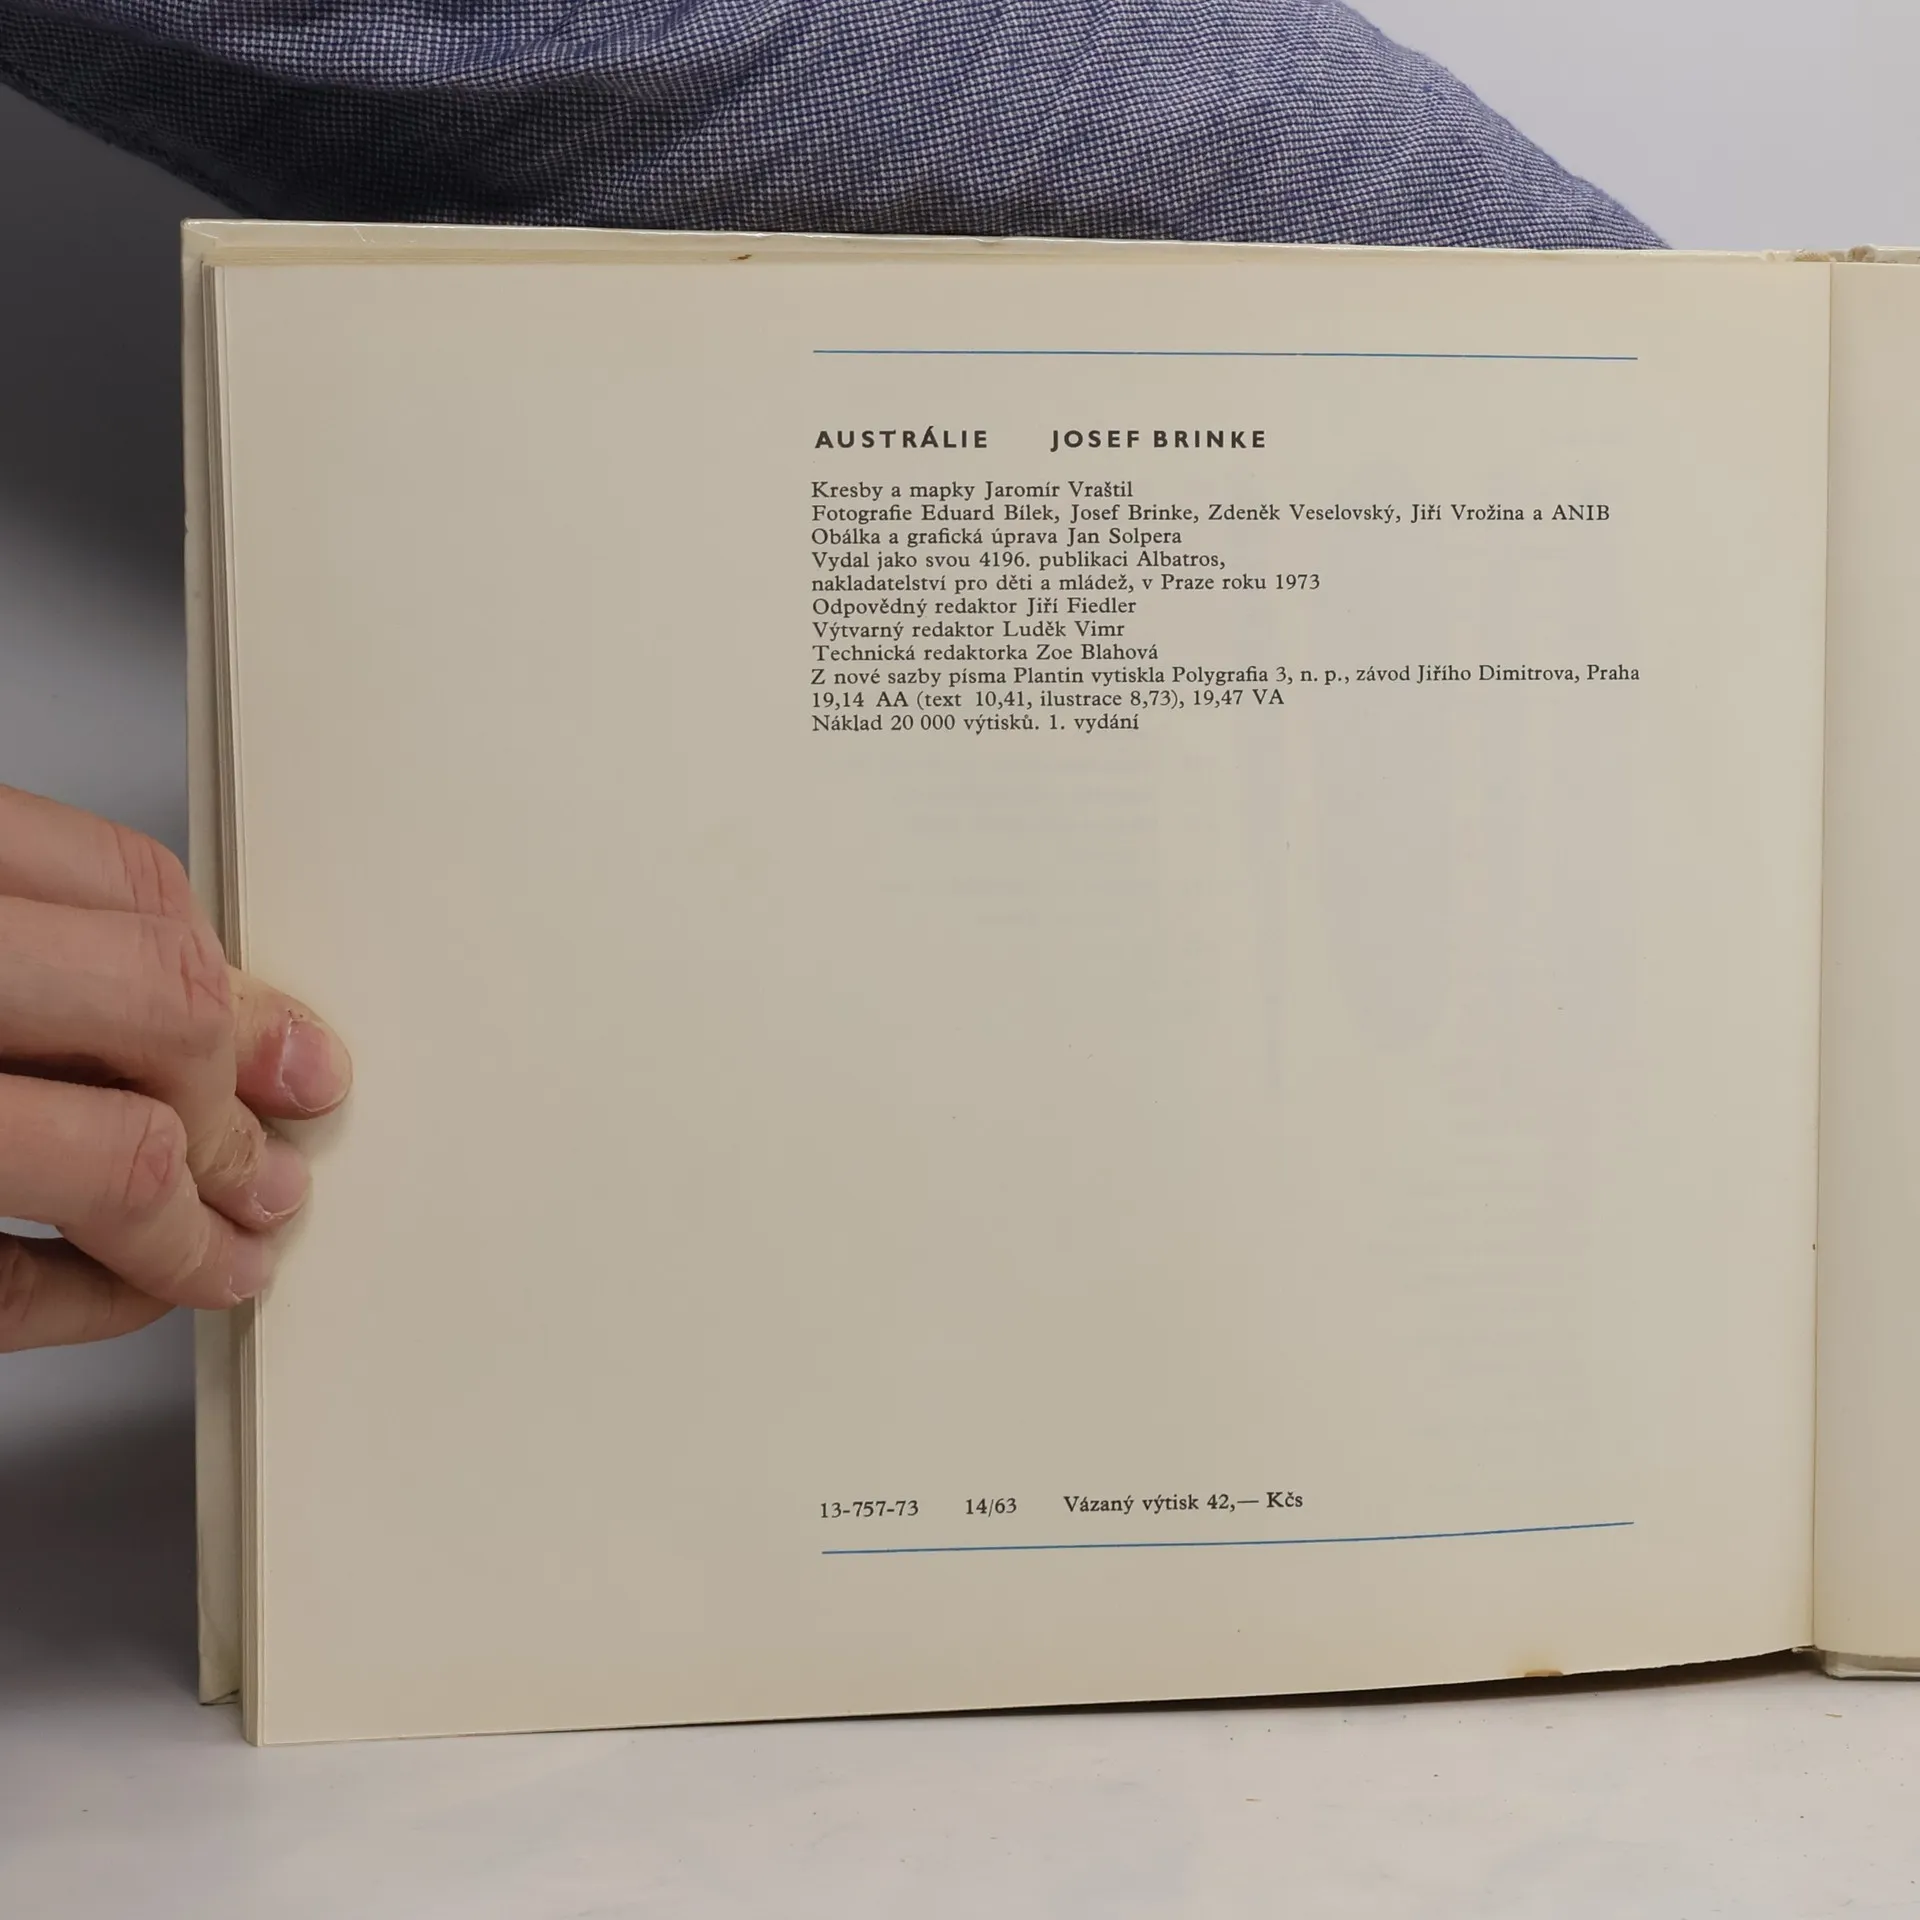 AUSTRÁLIE JOSEF BRINKE
Kresby a mapky Jaromír Vraštil
Fotografie Eduard Bílek, Josef Brinke, Zdeněk Veselovský, Jiří Vrožina a ANIB
Obálka a grafická úprava Jan Solpera
Vydal jako svou 4196. publikaci Albatros,
nakladatelství pro děti a mládež, v Praze roku 1973
Odpovědný redaktor Jiří Fiedler
Výtvarný redaktor Luděk Vimr
Technická redaktorka Zoe Blahová
Z nové sazby písma Plantin vytiskla Polygrafia 3, n. p., závod Jiřího Dimitrova, Praha
19,14 AA (text 10,41, ilustrace 8,73), 19,47 VA
Náklad 20 000 výtisků. 1. vydání
13-757-73 14/63 Vázaný výtisk 42,— Kčs